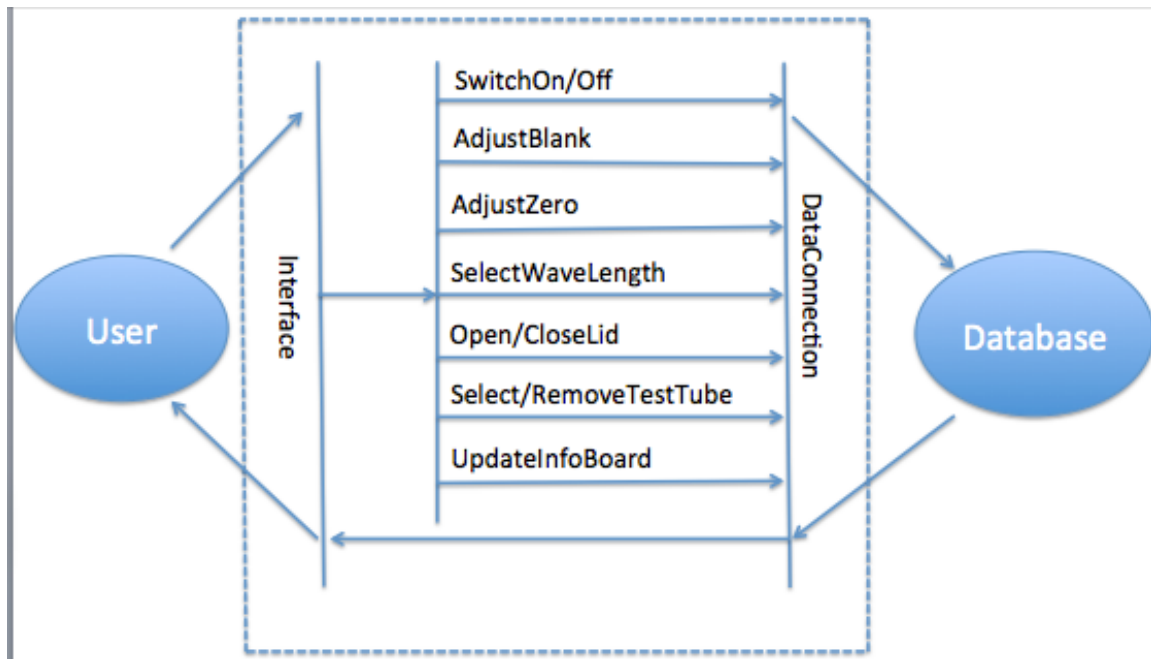 SwitchOn/Off
AdjustBlank
AdjustZero
SelectWaveLength
Open/CloseLid
Select/RemoveTestTube
UpdateInfoBoard
Interface
DataConnection
User
Database